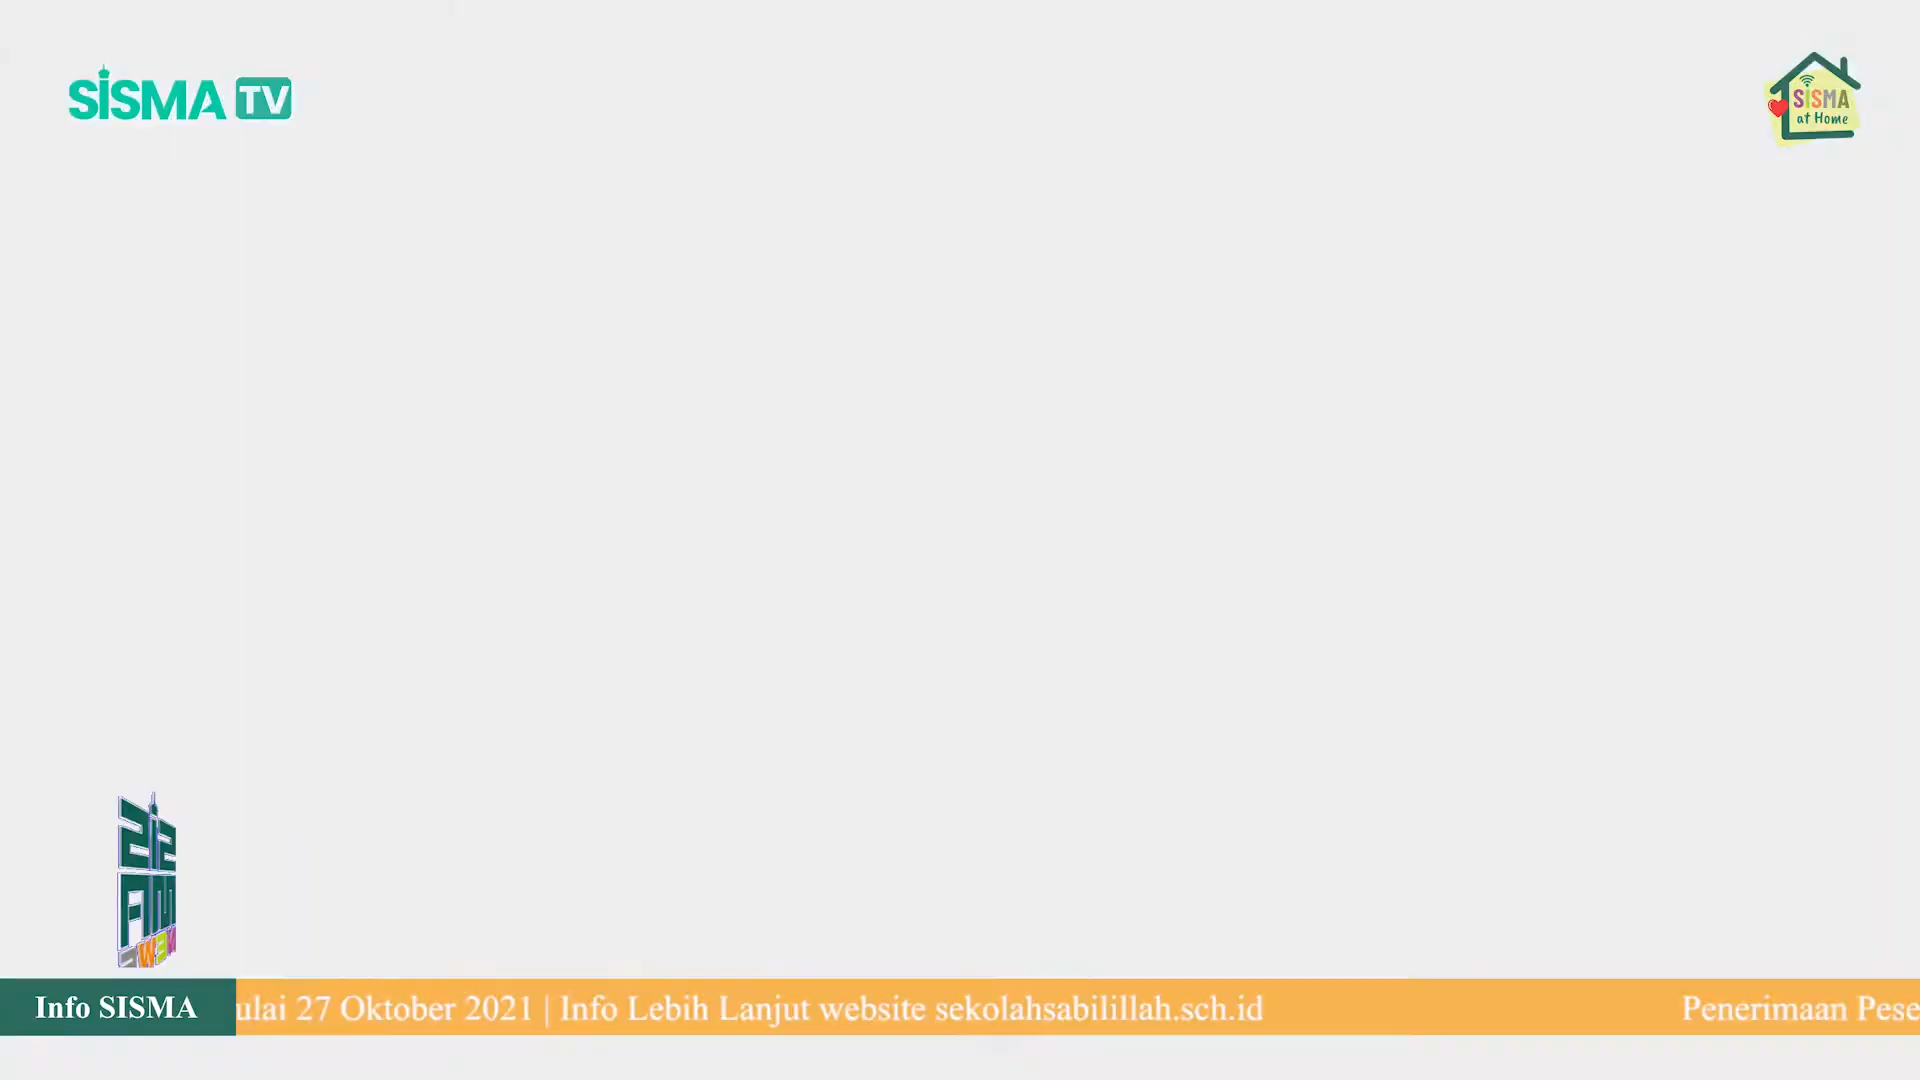 SISMA TV
SISMA
at Home
Info SISMA
ulai 27 Oktober 2021 | Info Lebih Lanjut website sekolahsabilillah.sch.id
Penerimaan Pese